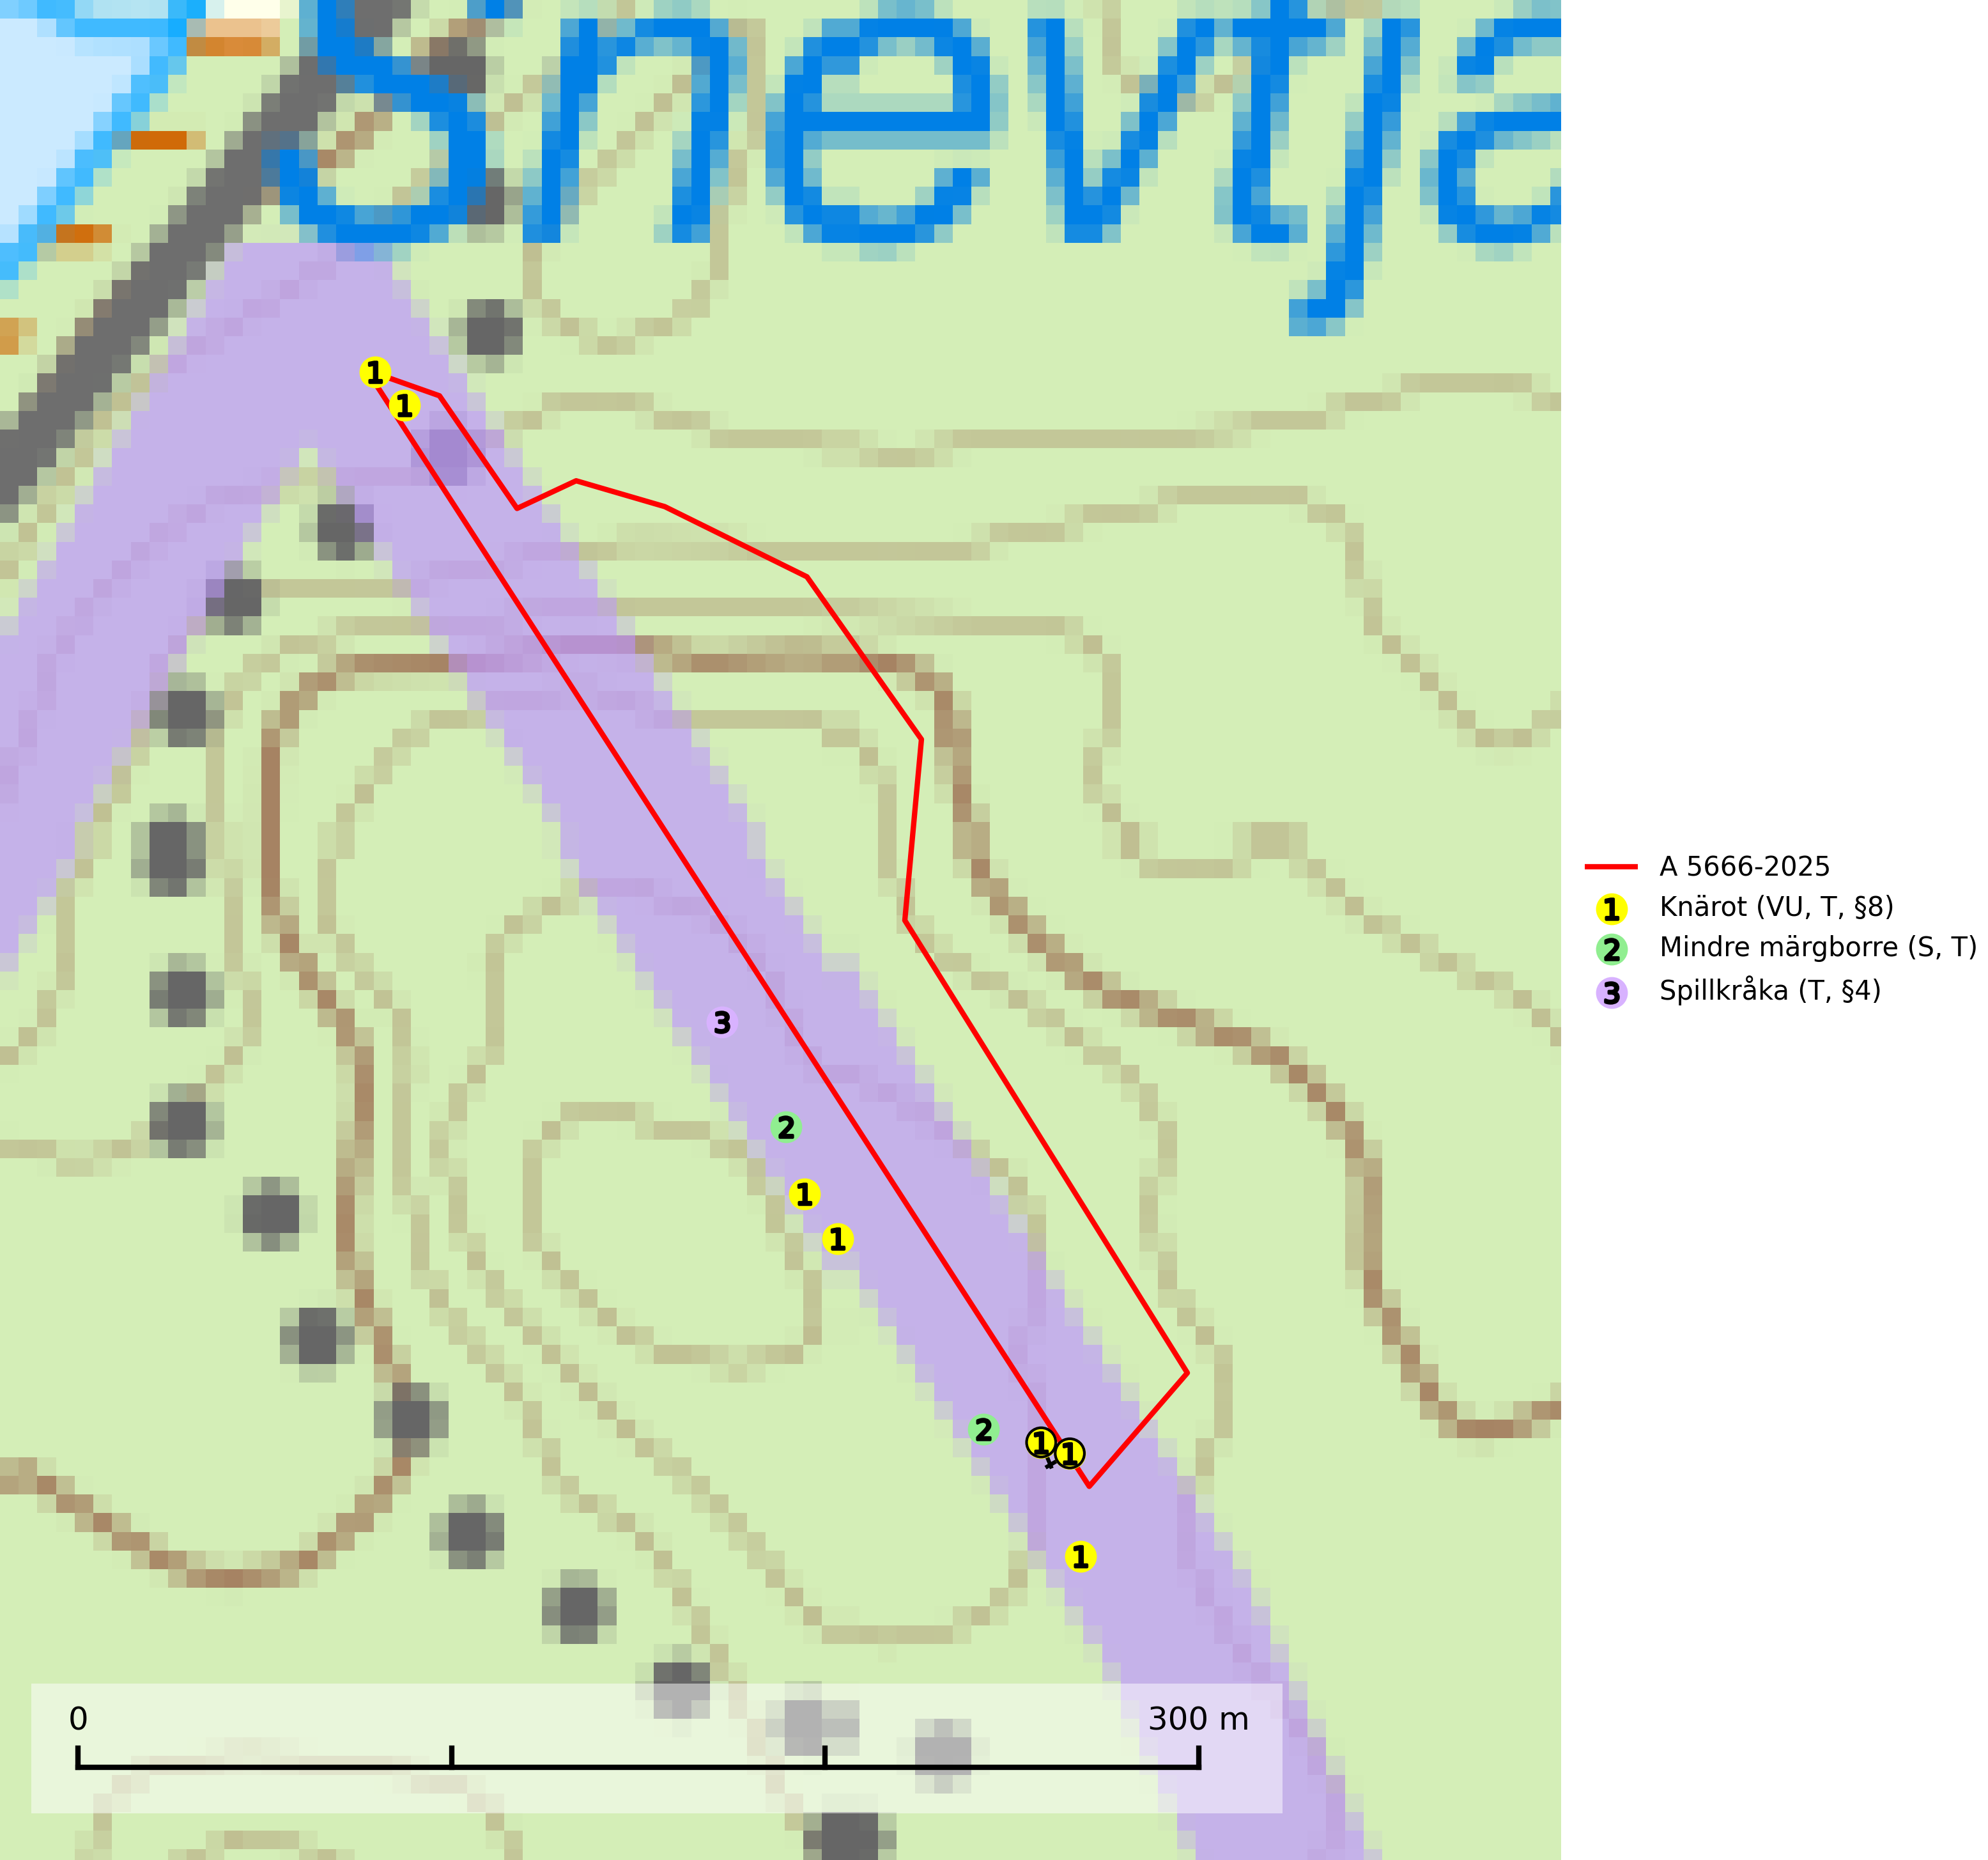 1
1
3
2
1
1
2
1
1
1
0
300 m
A 5666-2025
1 Knärot (VU, T, §8)
2 Mindre märgborre (S, T)
3 Spillkråka (T, §4)